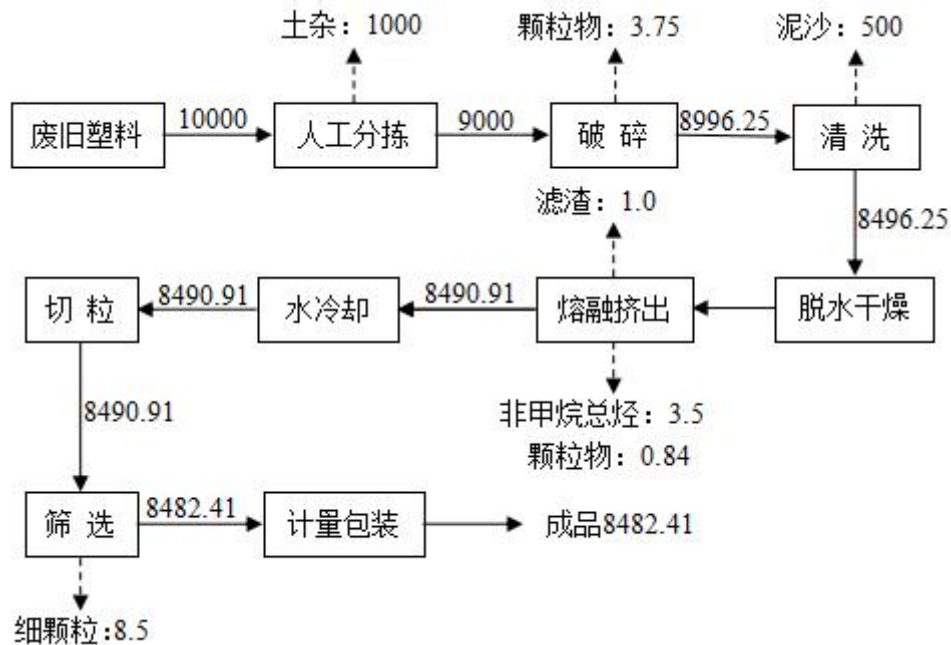 土杂：1000
颗粒物：3.75
泥沙：500
废旧塑料
10000
人工分拣
9000
破 碎
8996.25
清 洗
滤渣：1.0
8496.25
切 粒
8490.91
水冷却
8490.91
熔融挤出
脱水干燥
8490.91
非甲烷总烃：3.5
颗粒物：0.84
筛 选
8482.41
计量包装
成品8482.41
细颗粒：8.5